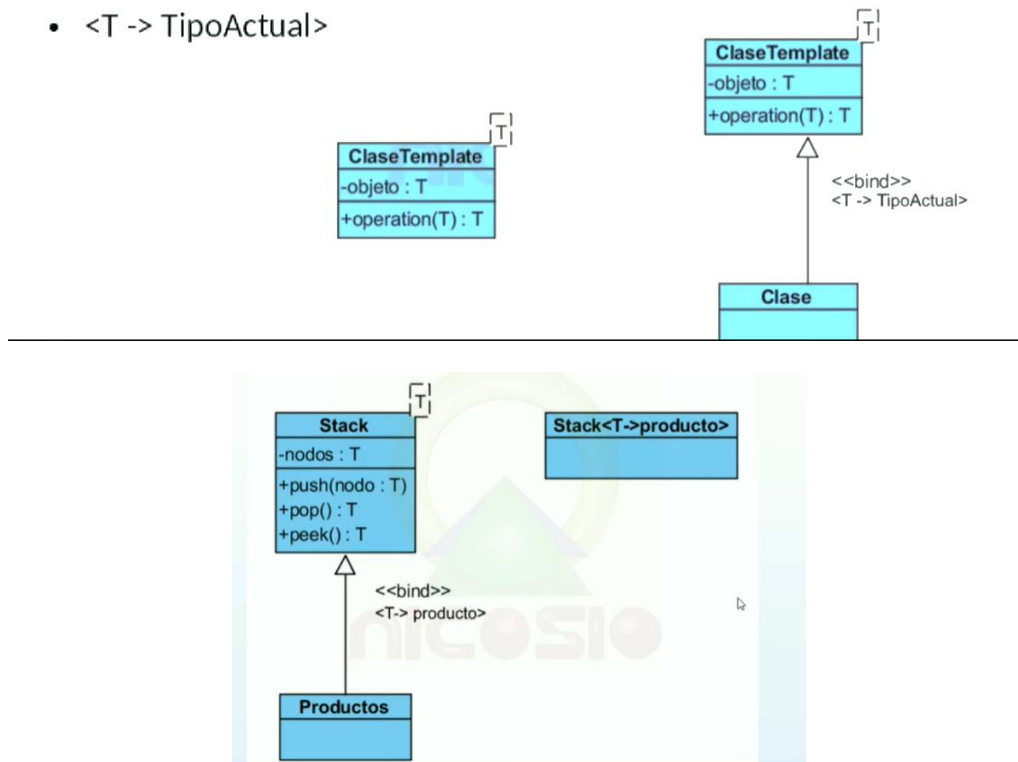 • <T -> TipoActual>
T
ClaseTemplate
-objeto : T
+operation(T) : T
T
ClaseTemplate
-objeto : T
+operation(T) : T
<<bind>>
<T -> TipoActual>
Clase
T
Stack
-nodos : T
+push(nodo : T)
+pop() : T
+peek() : T
<<bind>>
<T-> producto>
Productos
Stack<T->producto>
NICOSIO